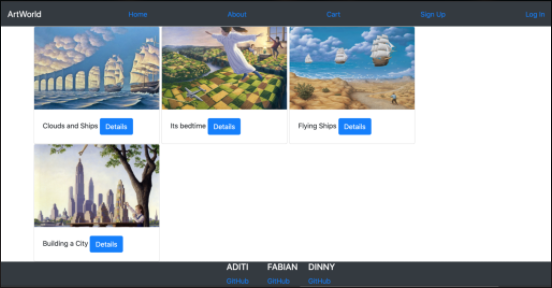 ArtWorld Home About Cart Sign Up Log In
Clouds and Ships Details Its bedtime Details Flying Ships Details
Building a City Details
ADITI FABIAN DINNY
GitHub GitHub GitHub